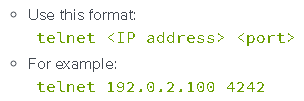 Use this format:
telnet <IP address> <port>
For example:
telnet 192.0.2.100 4242